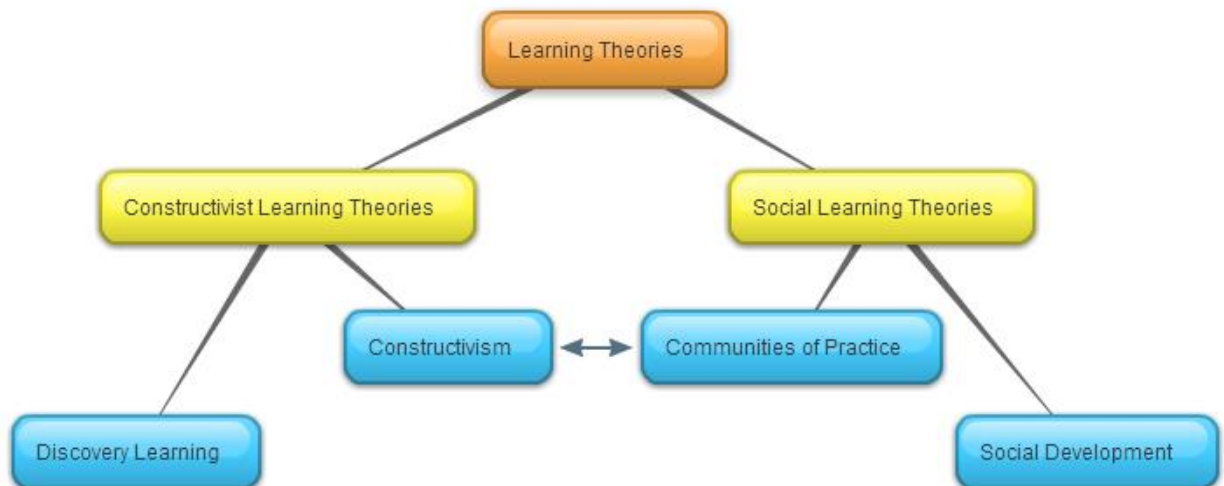 Learning Theories
Constructivist Learning Theories
Social Learning Theories
Constructivism
Communities of Practice
Discovery Learning
Social Development